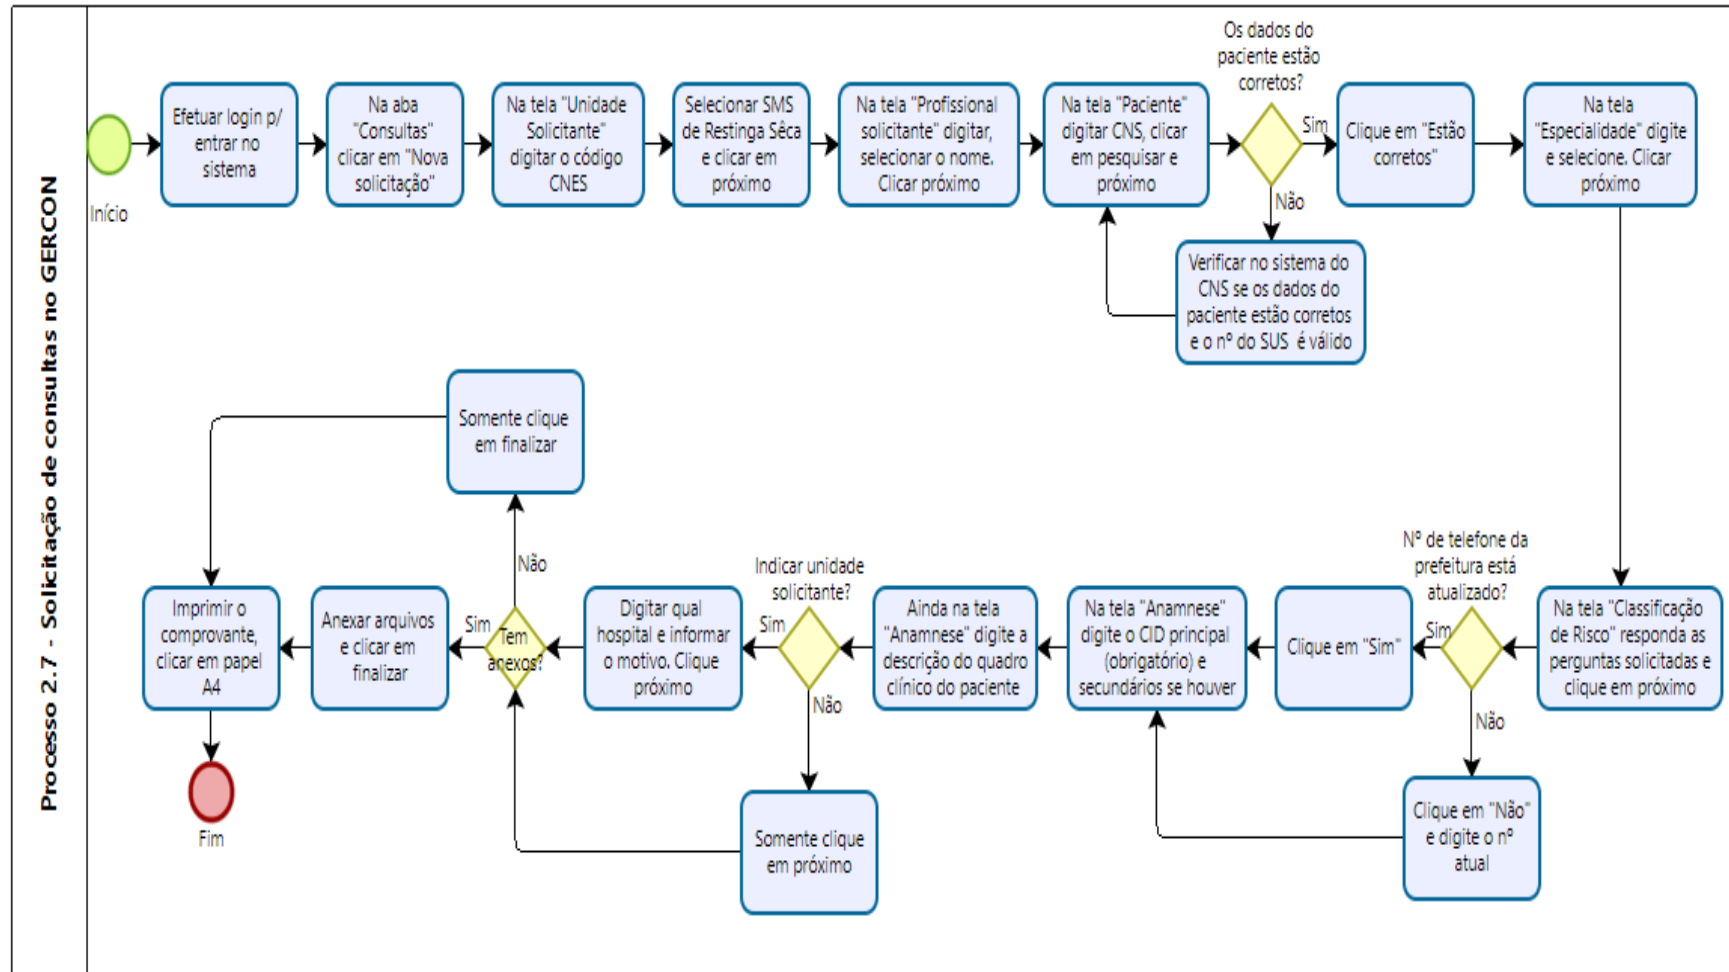 Processo 2.7 - Solicitação de consultas no GERCON
Início
Efetuar login p/
entrar no
sistema
Na aba
"Consultas"
clicar em "Nova
solicitação"
Na tela "Unidade
Solicitante"
digitar o código
CNES
Selecionar SMS
de Restinga Sêca
e clicar em
próximo
Na tela "Profissional
solicitante" digitar,
selecionar o nome.
Clicar próximo
Na tela "Paciente"
digitar CNS, clicar
em pesquisar e
próximo
Os dados do
paciente estão
corretos?
Sim
Não
Verificar no sistema do
CNS se os dados do
paciente estão corretos
e o nº do SUS é válido
Clique em "Estão
corretos"
Na tela
"Especialidade" digite
e selecione. Clicar
próximo
Na tela "Classificação
de Risco" responda as
perguntas solicitadas e
clique em próximo
Nº de telefone da
prefeitura está
atualizado?
Sim
Não
Clique em "Sim"
Clique em "Não"
e digite o nº
atual
Na tela "Anamnese"
digite o CID principal
(obrigatório) e
secundários se houver
Ainda na tela
"Anamnese" digite a
descrição do quadro
clínico do paciente
Indicar unidade
solicitante?
Sim
Não
Digitar qual
hospital e informar
o motivo. Clique
próximo
Somente clique
em próximo
Tem
anexos?
Sim
Não
Somente clique
em finalizar
Anexar arquivos
e clicar em
finalizar
Imprimir o
comprovante,
clicar em papel
A4
Fim